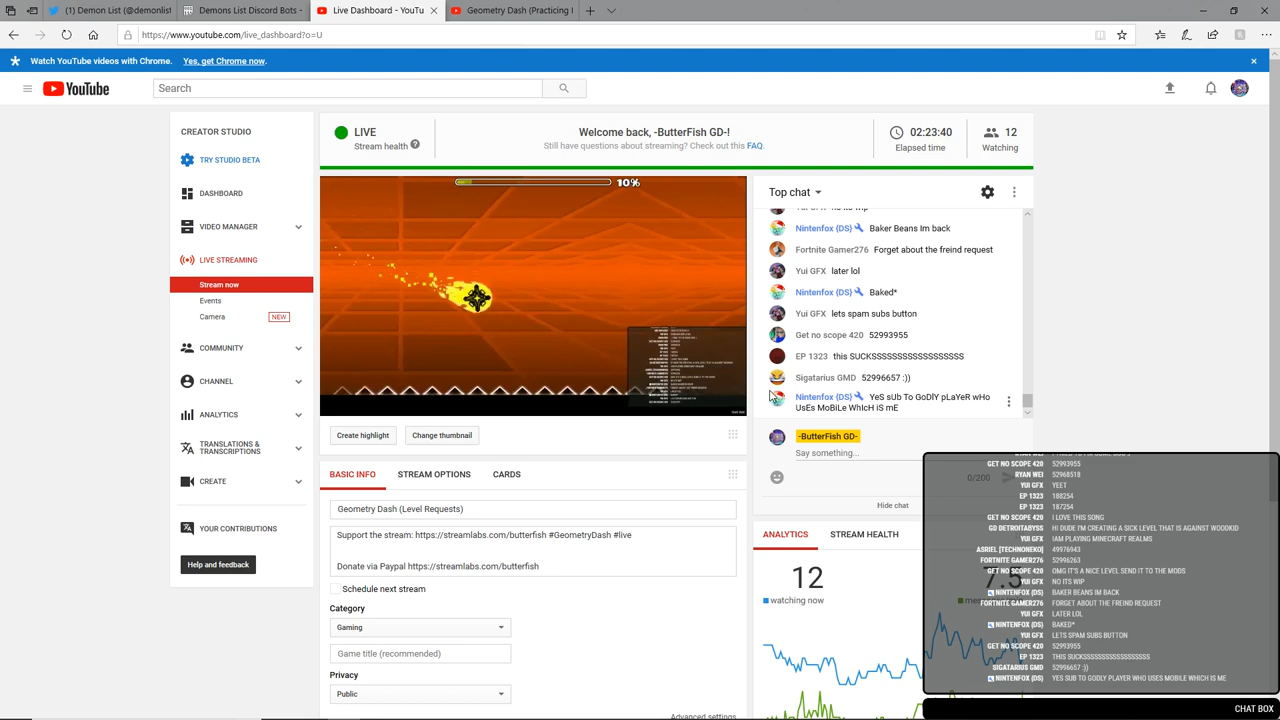 (1) Demon List (@demonlist
Demons List Discord Bots -
Live Dashboard - YouTu
Geometry Dash (Practicing I
https://www.youtube.com/live_dashboard?o=U
Watch YouTube videos with Chrome. Yes, get Chrome now.
YouTube
Search
CREATOR STUDIO
TRY STUDIO BETA
DASHBOARD
VIDEO MANAGER
LIVE STREAMING
Stream now
Events
Camera NEW
COMMUNITY
CHANNEL
ANALYTICS
TRANSLATIONS &
TRANSCRIPTIONS
CREATE
YOUR CONTRIBUTIONS
Help and feedback
LIVE
Stream health ?
Welcome back, -ButterFish GD-!
Still have questions about streaming? Check out this FAQ.
02:23:40
Elapsed time
12
Watching
10%
Create highlight
Change thumbnail
BASIC INFO
STREAM OPTIONS
CARDS
Geometry Dash (Level Requests)
Support the stream: https://streamlabs.com/butterfish #GeometryDash #live
Donate via Paypal https://streamlabs.com/butterfish
Schedule next stream
Category
Gaming
Game title (recommended)
Privacy
Public
Advanced settings
Top chat
Yui GFX no its wip
Nintenfox {DS} Baker Beans Im back
Fortnite Gamer276 Forget about the freind request
Yui GFX later lol
Nintenfox {DS} Baked*
Yui GFX lets spam subs button
Get no scope 420 52993955
EP 1323 this SUCKSSSSSSSSSSSSSSSSSS
Sigatarius GMD 52996657 :))
Nintenfox {DS} YeS sUb To GoDlY pLaYeR wHo
UsEs MoBiLe WhIcH iS mE
-ButterFish GD-
Say something...
0/200
Hide chat
ANALYTICS
STREAM HEALTH
12
watching now
7.5
GET NO SCOPE 420 52993955
RYAN WEI 52968518
YUI GFX YEET
EP 1323 188254
EP 1323 187254
GET NO SCOPE 420 I LOVE THIS SONG
GD DETROITABYSS HI DUDE I'M CREATING A SICK LEVEL THAT IS AGAINST WOODKID
YUI GFX IAM PLAYING MINECRAFT REALMS
ASRIEL [TECHNONEKO] 49976943
FORTNITE GAMER276 52996263
GET NO SCOPE 420 OMG IT'S A NICE LEVEL SEND IT TO THE MODS
YUI GFX NO ITS WIP
NINTENFOX {DS} BAKER BEANS IM BACK
FORTNITE GAMER276 FORGET ABOUT THE FREIND REQUEST
YUI GFX LATER LOL
NINTENFOX {DS} BAKED*
YUI GFX LETS SPAM SUBS BUTTON
GET NO SCOPE 420 52993955
EP 1323 THIS SUCKSSSSSSSSSSSSSSSSSS
SIGATARIUS GMD 52996657 :))
NINTENFOX {DS} YES SUB TO GODLY PLAYER WHO USES MOBILE WHICH IS ME
CHAT BOX